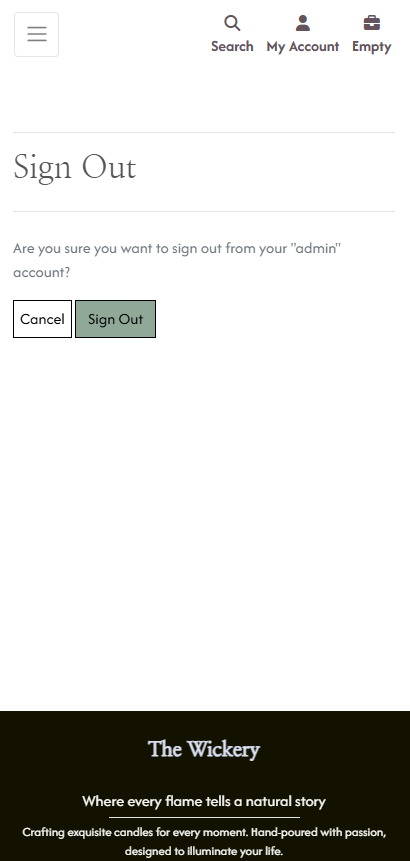 Search My Account Empty
Sign Out
Are you sure you want to sign out from your "admin"
account?
Cancel Sign Out
The Wickery
Where every flame tells a natural story
Crafting exquisite candles for every moment. Hand-poured with passion,
designed to illuminate your life.